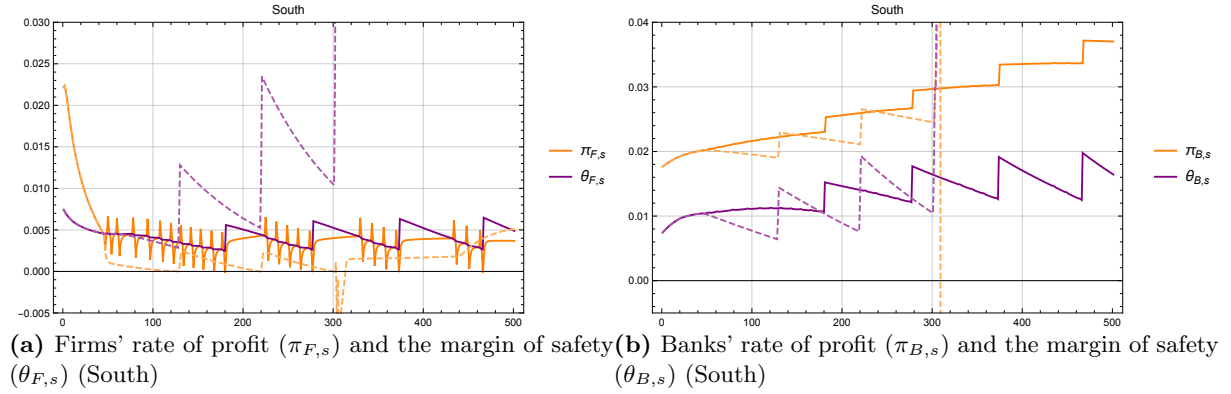 South
0.030
0.025
0.020
0.015
0.010
0.005
0.000
-0.005
0 100 200 300 400 500
π_{F,s}
θ_{F,s}
South
0.04
0.03
0.02
0.01
0.00
0 100 200 300 400 500
π_{B,s}
θ_{B,s}
(a) Firms' rate of profit (π_{F,s}) and the margin of safety
(θ_{F,s}) (South)
(b) Banks' rate of profit (π_{B,s}) and the margin of safety
(θ_{B,s}) (South)